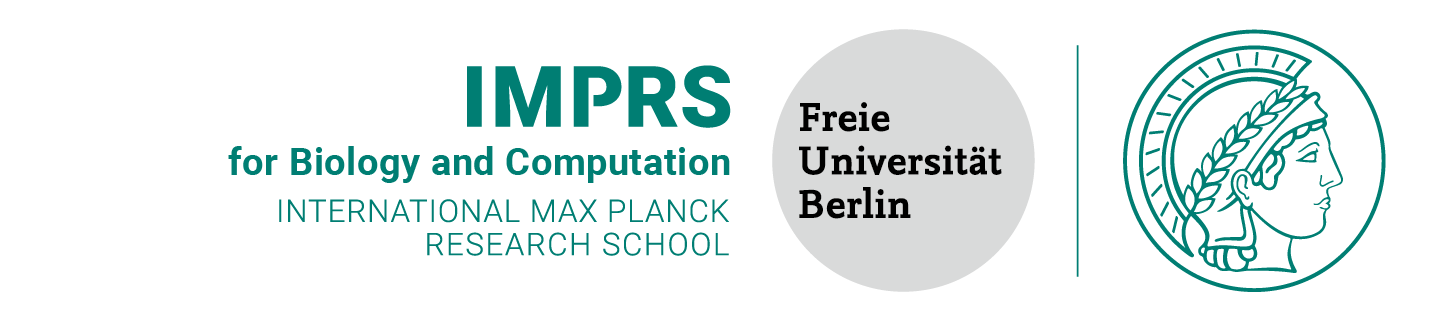 IMPRS
for Biology and Computation
INTERNATIONAL MAX PLANCK
RESEARCH SCHOOL
Freie
Universität
Berlin